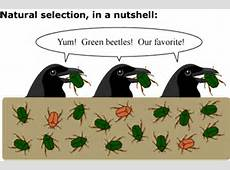 Natural selection, in a nutshell:
Yum! Green beetles! Our favorite!